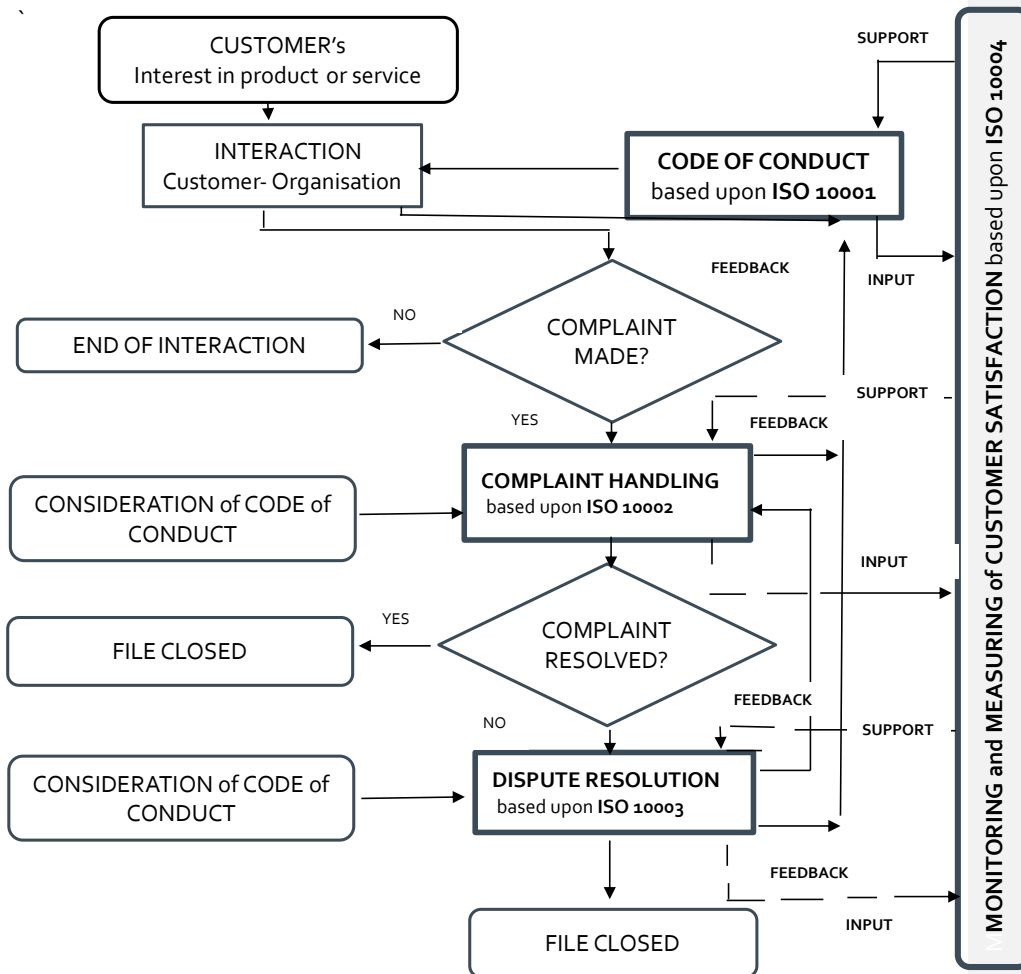 `
CUSTOMER's
Interest in product or service
SUPPORT
INTERACTION
Customer- Organisation
CODE OF CONDUCT
based upon ISO 10001
FEEDBACK
INPUT
NO
COMPLAINT
MADE?
END OF INTERACTION
SUPPORT
YES
FEEDBACK
COMPLAINT HANDLING
based upon ISO 10002
CONSIDERATION of CODE of
CONDUCT
INPUT
YES
COMPLAINT
RESOLVED?
FILE CLOSED
FEEDBACK
NO
SUPPORT
DISPUTE RESOLUTION
based upon ISO 10003
CONSIDERATION of CODE of
CONDUCT
FEEDBACK
INPUT
FILE CLOSED
MMONITORING and MEASURING of CUSTOMER SATISFACTION based upon ISO 10004